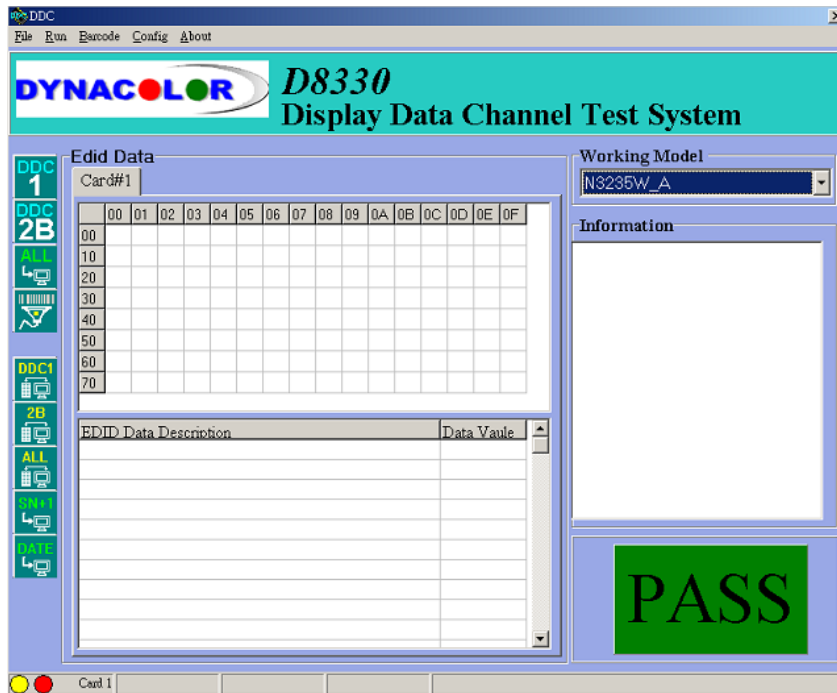 DDC
File Run Barcode Config About
DYNACOLOR
D8330
Display Data Channel Test System
DDC
1
DDC
2B
ALL
DDC1
2B
ALL
SN+1
DATE
Edid Data
Card#1
00 01 02 03 04 05 06 07 08 09 0A 0B 0C 0D 0E 0F
00
10
20
30
40
50
60
70
EDID Data Description Data Vaule
Working Model
N3235W_A
Information
PASS
Card 1